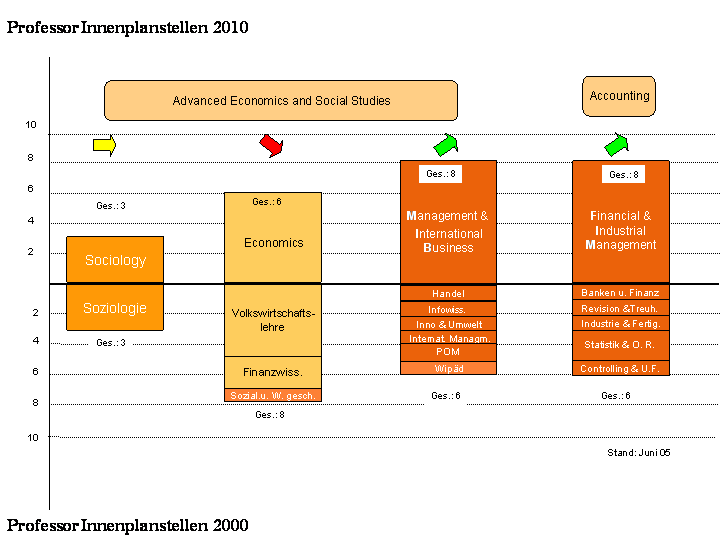 ProfessorInnenplanstellen 2010
Advanced Economics and Social Studies
Accounting
10
8
6
4
2
2
4
6
8
10
Ges.: 3
Sociology
Soziologie
Ges.: 3
Ges.: 6
Economics
Volkswirtschafts-
lehre
Finanzwiss.
Sozial.u. W. gesch.
Ges.: 8
Ges.: 8
Management &
International
Business
Handel
Infowiss.
Inno & Umwelt
Internat. Managm.
POM
Wipäd
Ges.: 6
Ges.: 8
Financial &
Industrial
Management
Banken u. Finanz
Revision &Treuh.
Industrie & Fertig.
Statistik & O. R.
Controlling & U.F.
Ges.: 6
Stand: Juni 05
ProfessorInnenplanstellen 2000